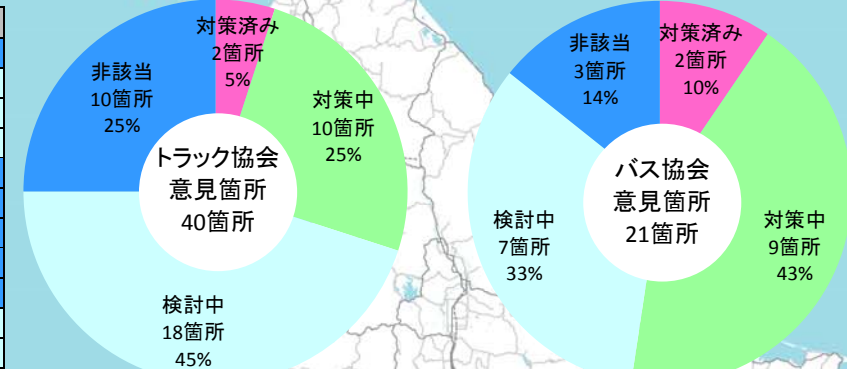 対策済み
2箇所
5%
対策中
10箇所
25%
検討中
18箇所
45%
非該当
10箇所
25%
トラック協会
意見箇所
40箇所
対策済み
2箇所
10%
対策中
9箇所
43%
検討中
7箇所
33%
非該当
3箇所
14%
バス協会
意見箇所
21箇所